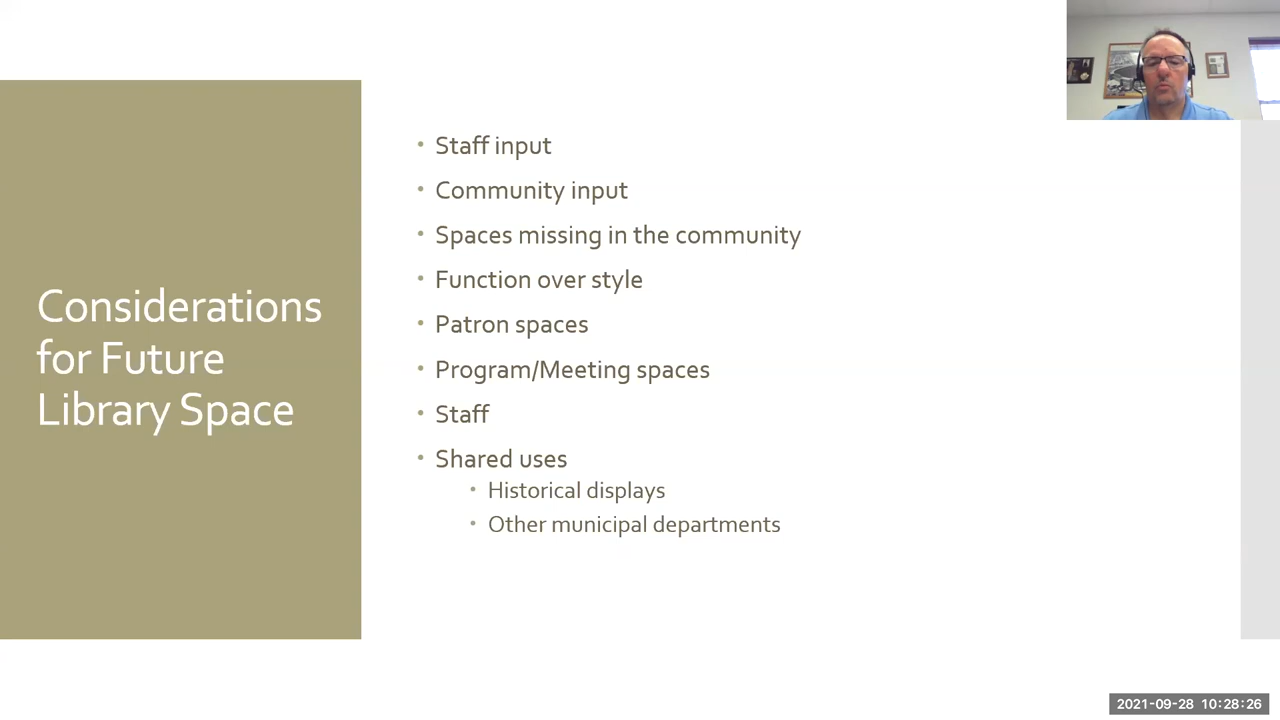 Considerations
for Future
Library Space
Staff input
Community input
Spaces missing in the community
Function over style
Patron spaces
Program/Meeting spaces
Staff
Shared uses
Historical displays
Other municipal departments
2021-09-28 10:28:26